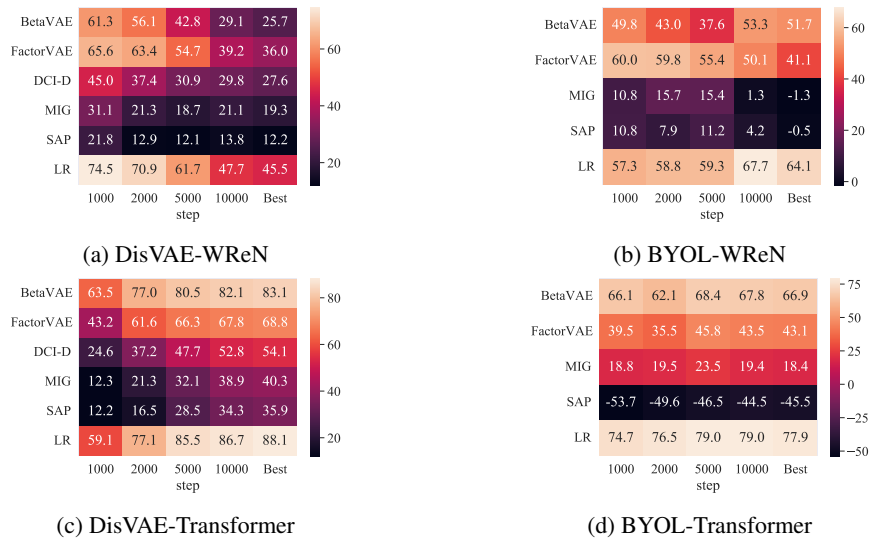 BetaVAE 61.3 56.1 42.8 29.1 25.7
FactorVAE 65.6 63.4 54.7 39.2 36.0
DCI-D 45.0 37.4 30.9 29.8 27.6
MIG 31.1 21.3 18.7 21.1 19.3
SAP 21.8 12.9 12.1 13.8 12.2
LR 74.5 70.9 61.7 47.7 45.5
1000 2000 5000 10000 Best
step
60
40
20
(a) DisVAE-WReN
BetaVAE 49.8 43.0 37.6 53.3 51.7
FactorVAE 60.0 59.8 55.4 50.1 41.1
MIG 10.8 15.7 15.4 1.3 -1.3
SAP 10.8 7.9 11.2 4.2 -0.5
LR 57.3 58.8 59.3 67.7 64.1
1000 2000 5000 10000 Best
step
60
40
20
0
(b) BYOL-WReN
BetaVAE 63.5 77.0 80.5 82.1 83.1
FactorVAE 43.2 61.6 66.3 67.8 68.8
DCI-D 24.6 37.2 47.7 52.8 54.1
MIG 12.3 21.3 32.1 38.9 40.3
SAP 12.2 16.5 28.5 34.3 35.9
LR 59.1 77.1 85.5 86.7 88.1
1000 2000 5000 10000 Best
step
80
60
40
20
(c) DisVAE-Transformer
BetaVAE 66.1 62.1 68.4 67.8 66.9
FactorVAE 39.5 35.5 45.8 43.5 43.1
MIG 18.8 19.5 23.5 19.4 18.4
SAP -53.7 -49.6 -46.5 -44.5 -45.5
LR 74.7 76.5 79.0 79.0 77.9
1000 2000 5000 10000 Best
step
75
50
25
0
−25
−50
(d) BYOL-Transformer